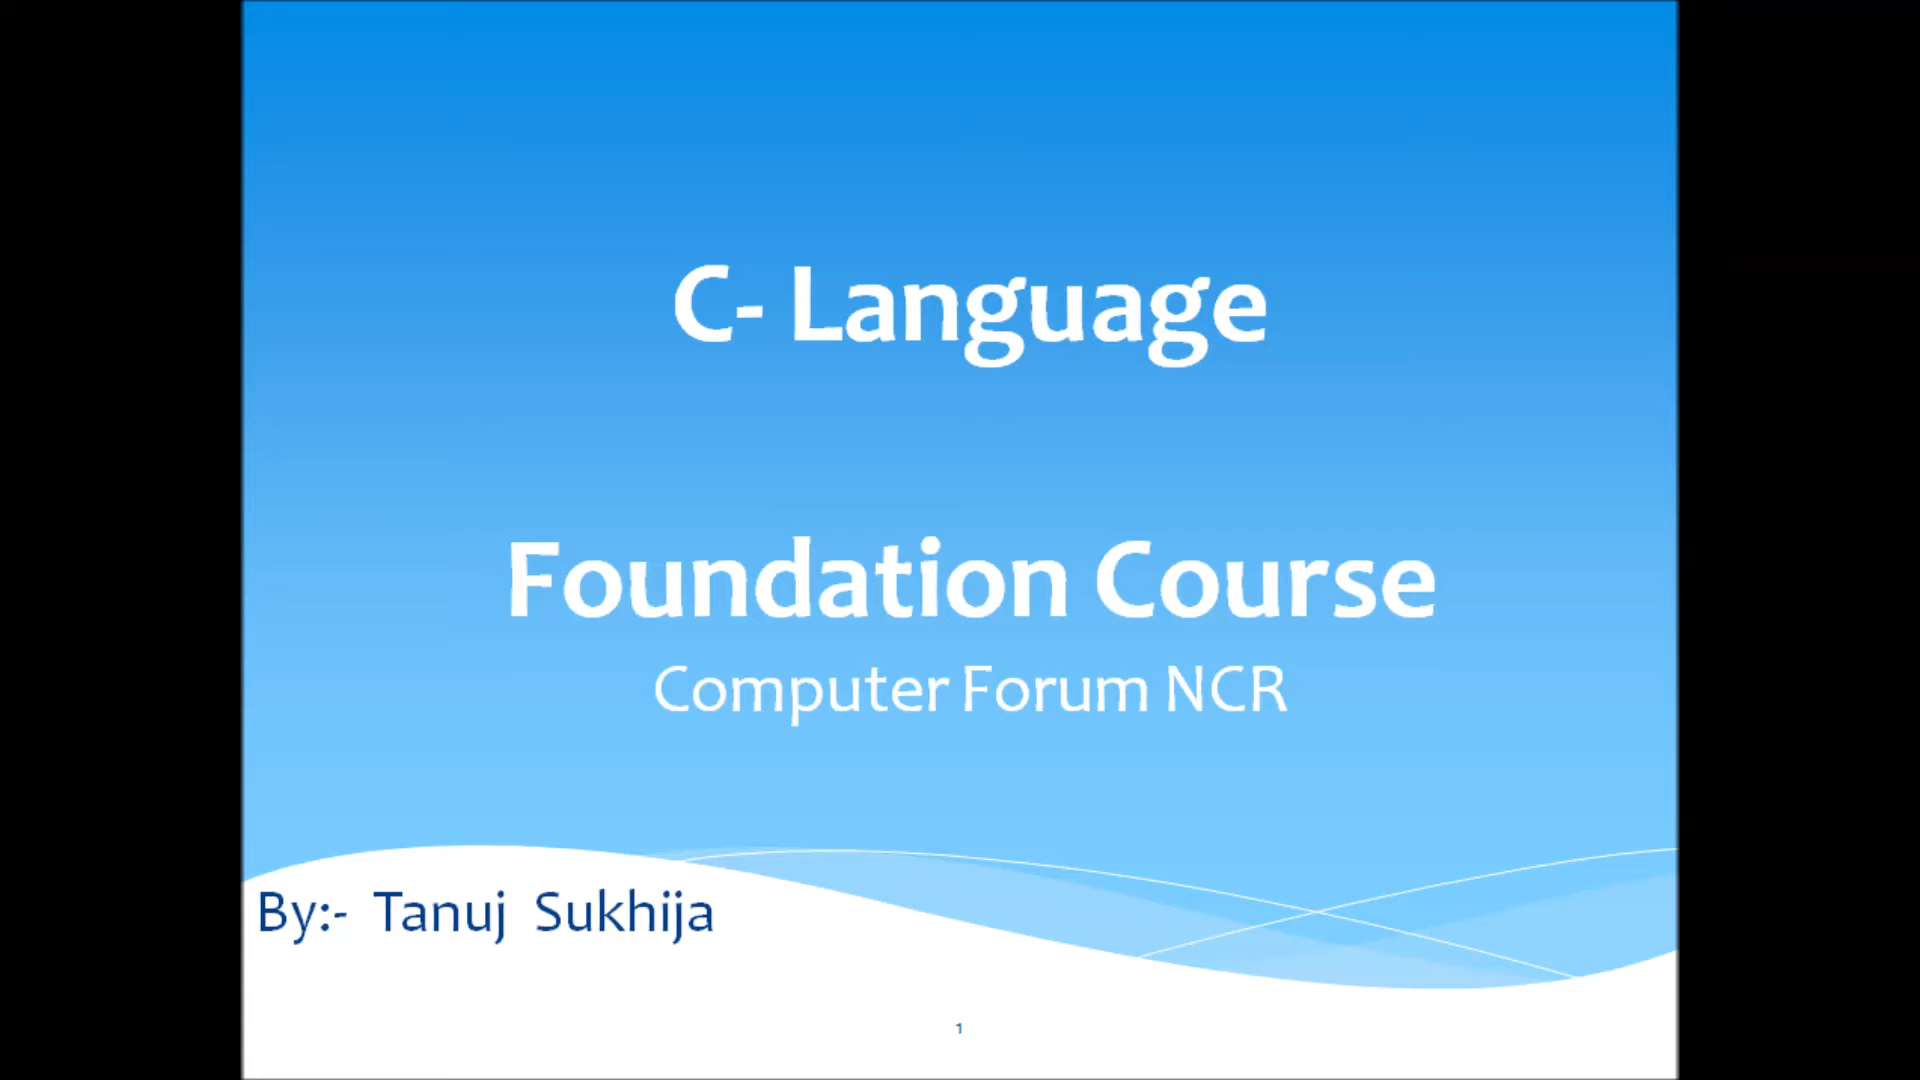 C- Language
Foundation Course
Computer Forum NCR
By:- Tanuj Sukhija
1